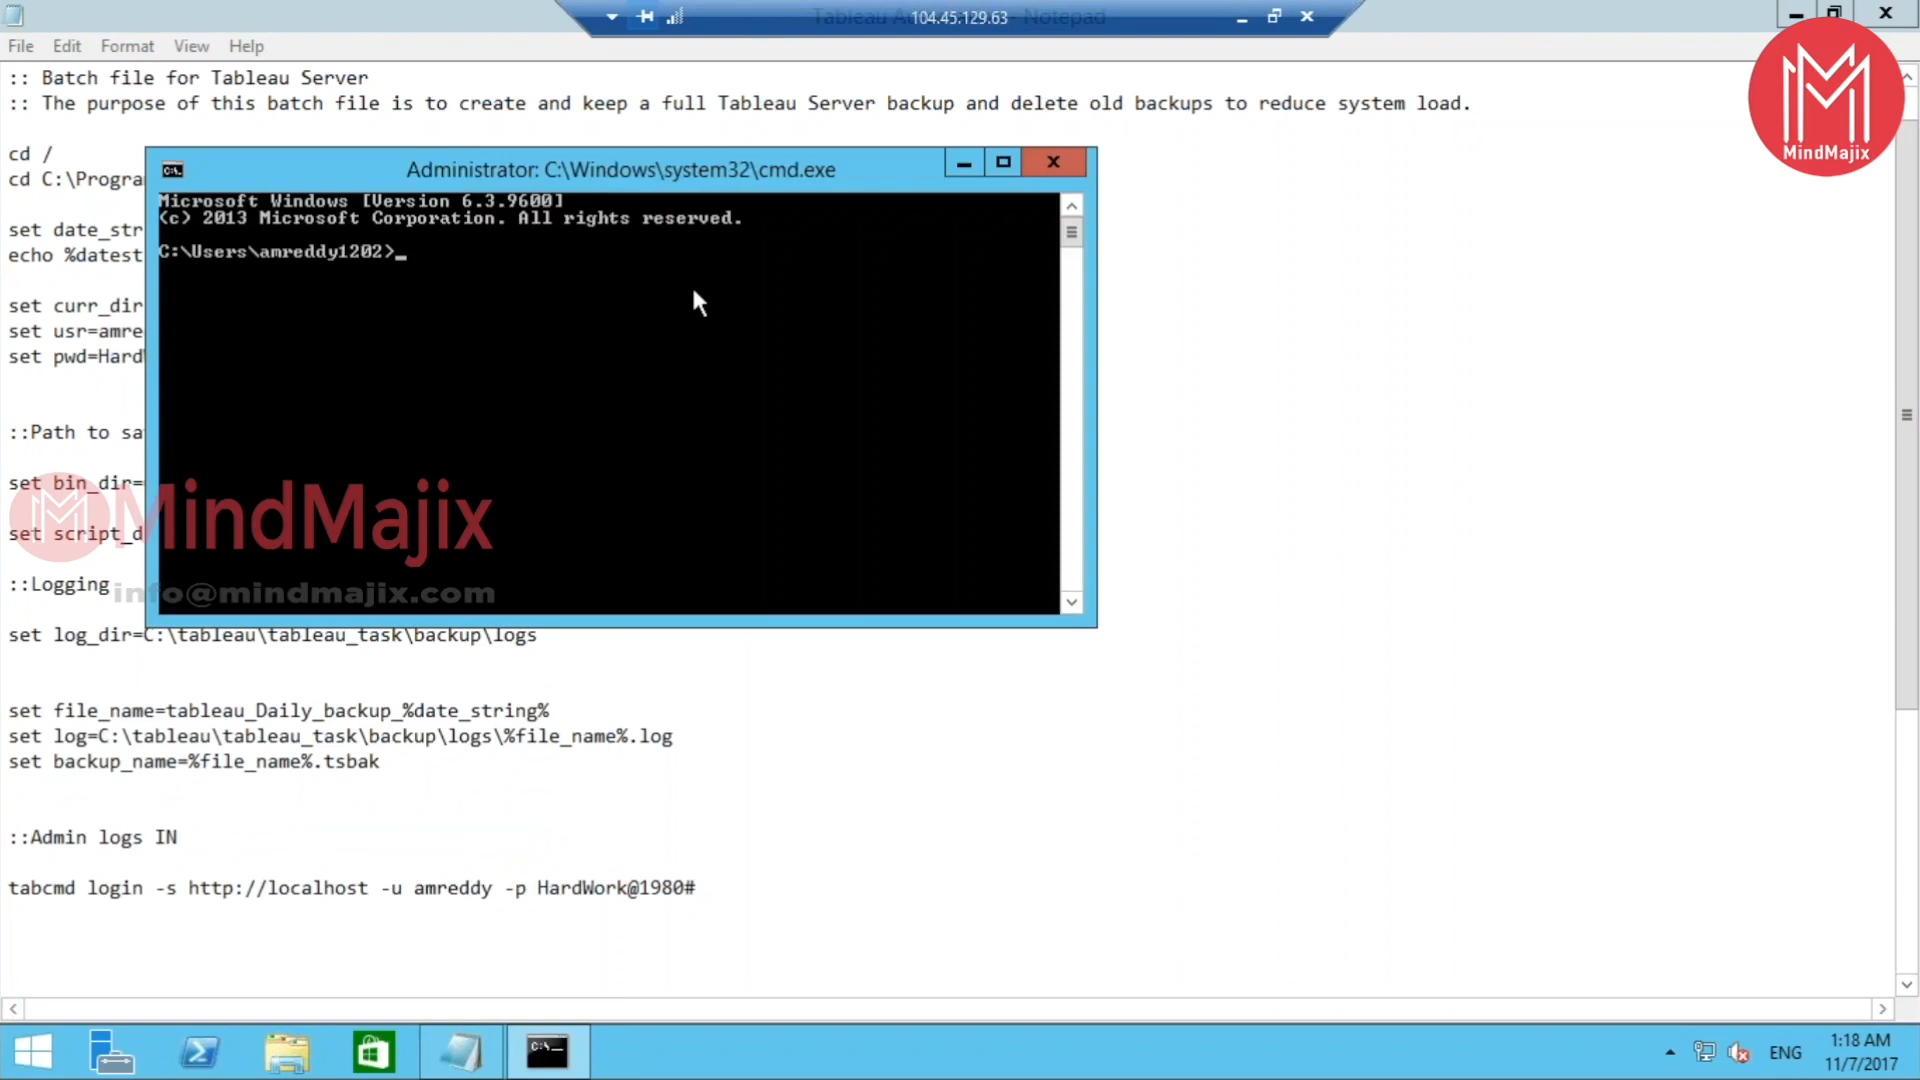 Tableau A - Notepad
104.45.129.63
File Edit Format View Help
:: Batch file for Tableau Server
:: The purpose of this batch file is to create and keep a full Tableau Server backup and delete old backups to reduce system load.
MindMajix
cd /
cd C:\Progra
Administrator: C:\Windows\system32\cmd.exe
Microsoft Windows [Version 6.3.9600]
(c) 2013 Microsoft Corporation. All rights reserved.
C:\Users\amreddy1202>_
set date_str
echo %datest
set curr_dir
set usr=amre
set pwd=Hard
::Path to sa
set bin_dir=
MindMajix
set script_d
::Logging
info@mindmajix.com
set log_dir=C:\tableau\tableau_task\backup\logs
set file_name=tableau_Daily_backup_%date_string%
set log=C:\tableau\tableau_task\backup\logs\%file_name%.log
set backup_name=%file_name%.tsbak
::Admin logs IN
tabcmd login -s http://localhost -u amreddy -p HardWork@1980#
ENG
1:18 AM
11/7/2017